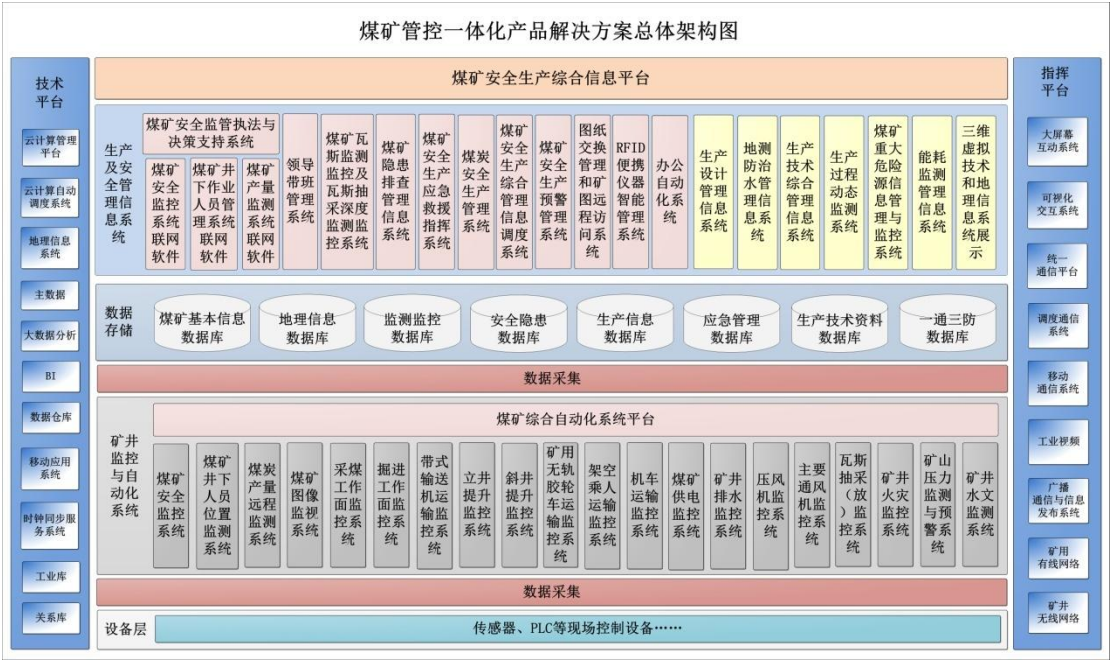 煤矿管控一体化产品解决方案总体架构图
技术
平台
云计算管理
平台
云计算自动
调度系统
地理信息
系统
主数据
大数据分析
BI
数据仓库
移动应用
系统
时钟同步服
务系统
工业库
关系库
煤矿安全生产综合信息平台
生产及安全管理信息系统
煤矿安全监管执法与
决策支持系统
煤矿安全监控系统联网软件
煤矿井下作业人员管理系统联网软件
煤矿产量监测系统联网软件
领导带班管理系统
煤矿瓦斯监测监控及瓦斯抽采深度监测监控系统
煤矿隐患排查管理信息系统
煤矿安全生产应急救援指挥系统
煤炭安全生产管理系统
煤矿安全生产综合管理信息调度系统
煤矿安全生产预警管理系统
图纸交换管理和矿图远程访问系统
RFID便携仪器智能管理系统
办公自动化系统
生产设计管理信息系统
地测防治水管理信息系统
生产技术综合管理信息系统
生产过程动态监测系统
煤矿重大危险源信息管理与监控系统
能耗监测管理信息系统
三维虚拟技术和地理信息系统展示
数据
存储
煤矿基本信息
数据库
地理信息
数据库
监测监控
数据库
安全隐患
数据库
生产信息
数据库
应急管理
数据库
生产技术资料
数据库
一通三防
数据库
数据采集
矿井监控与自动化系统
煤矿综合自动化系统平台
煤矿安全监控系统
煤矿井下人员位置监测系统
煤炭产量远程监测系统
煤矿图像监视系统
采煤工作面监控系统
掘进工作面监控系统
带式输送机运输监控系统
立井提升监控系统
斜井提升监控系统
矿用无轨胶轮车运输监控系统
架空乘人运输监控系统
机车运输监控系统
煤矿供电监控系统
矿井排水监控系统
压风机监控系统
主要通风机监控系统
瓦斯抽采（放）监控系统
矿井火灾监控系统
矿山压力监测与预警系统
矿井水文监测系统
数据采集
设备层
传感器、PLC等现场控制设备……
指挥
平台
大屏幕
互动系统
可视化
交互系统
统一
通信平台
调度通信
系统
移动
通信系统
工业视频
广播
通信与信息
发布系统
矿用
有线网络
矿井
无线网络